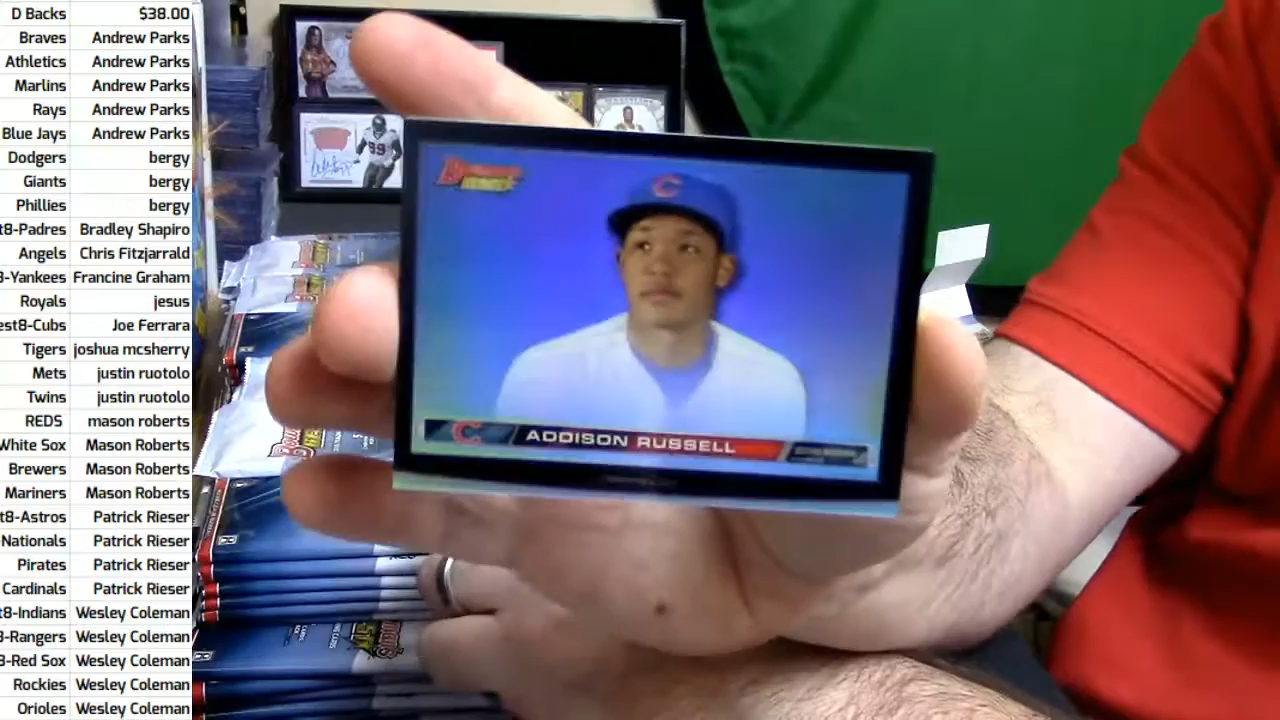 D Backs $38.00
Braves Andrew Parks
Athletics Andrew Parks
Marlins Andrew Parks
Rays Andrew Parks
Blue Jays Andrew Parks
Dodgers bergy
Giants bergy
Phillies bergy
t8-Padres Bradley Shapiro
Angels Chris Fitzjarrald
8-Yankees Francine Graham
Royals jesus
est8-Cubs Joe Ferrara
Tigers joshua mcsherry
Mets justin ruotolo
Twins justin ruotolo
REDS mason roberts
White Sox Mason Roberts
Brewers Mason Roberts
Mariners Mason Roberts
t8-Astros Patrick Rieser
Nationals Patrick Rieser
Pirates Patrick Rieser
Cardinals Patrick Rieser
t8-Indians Wesley Coleman
8-Rangers Wesley Coleman
8-Red Sox Wesley Coleman
Rockies Wesley Coleman
Orioles Wesley Coleman
99
Bowman
C
C ADDISON RUSSELL